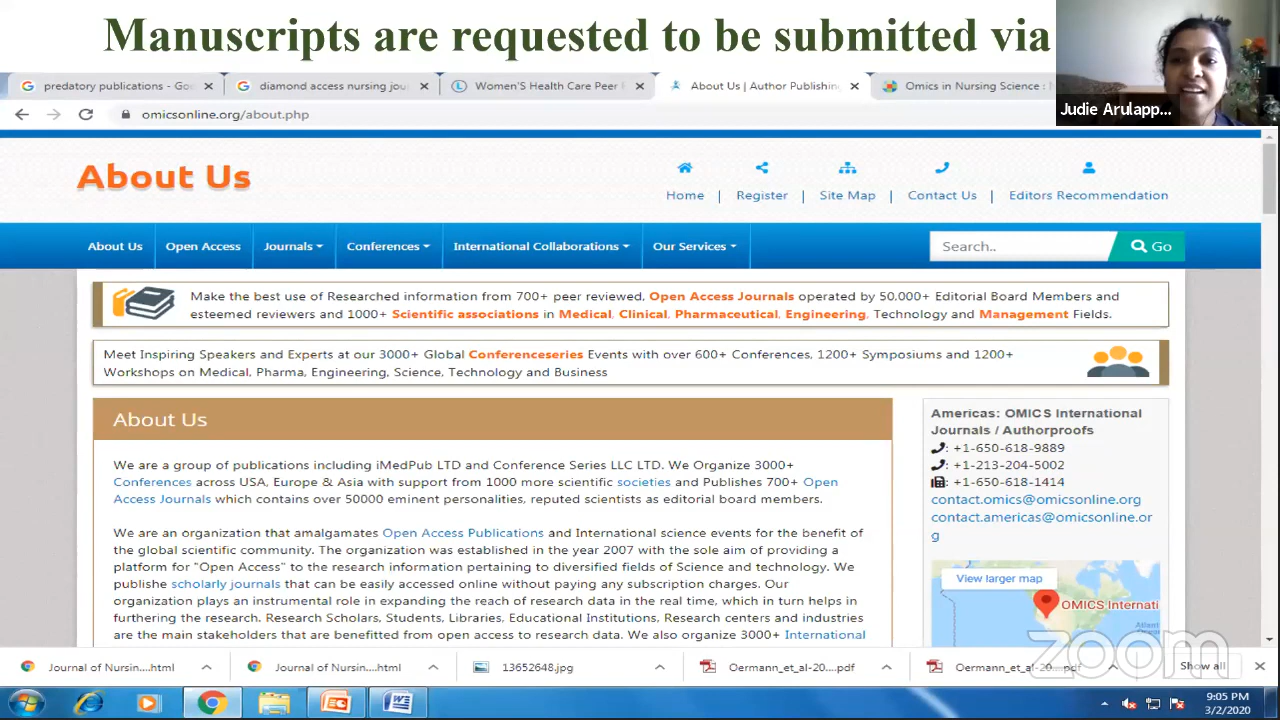 Manuscripts are requested to be submitted via
predatory publications - Goo
diamond access nursing jou
Women'S Health Care Peer R
About Us | Author Publishing
Omics in Nursing Science :
Judie Arulapp...
omicsonline.org/about.php
About Us
Home | Register | Site Map | Contact Us | Editors Recommendation
About Us Open Access Journals Conferences International Collaborations Our Services
Search.. Go
Make the best use of Researched information from 700+ peer reviewed, Open Access Journals operated by 50,000+ Editorial Board Members and
esteemed reviewers and 1000+ Scientific associations in Medical, Clinical, Pharmaceutical, Engineering, Technology and Management Fields.
Meet Inspiring Speakers and Experts at our 3000+ Global Conferenceseries Events with over 600+ Conferences, 1200+ Symposiums and 1200+
Workshops on Medical, Pharma, Engineering, Science, Technology and Business
About Us
We are a group of publications including iMedPub LTD and Conference Series LLC LTD. We Organize 3000+
Conferences across USA, Europe & Asia with support from 1000 more scientific societies and Publishes 700+ Open
Access Journals which contains over 50000 eminent personalities, reputed scientists as editorial board members.
We are an organization that amalgamates Open Access Publications and International science events for the benefit of
the global scientific community. The organization was established in the year 2007 with the sole aim of providing a
platform for "Open Access" to the research information pertaining to diversified fields of Science and technology. We
publishe scholarly journals that can be easily accessed online without paying any subscription charges. Our
organization plays an instrumental role in expanding the reach of research data in the real time, which in turn helps in
furthering the research. Research Scholars, Students, Libraries, Educational Institutions, Research centers and industries
are the main stakeholders that are benefitted from open access to research data. We also organize 3000+ International
Americas: OMICS International
Journals / Authorproofs
: +1-650-618-9889
: +1-213-204-5002
: +1-650-618-1414
contact.omics@omicsonline.org
contact.americas@omicsonline.or
g
View larger map
OMICS Internati
zoom
Journal of Nursin....html
Journal of Nursin....html
13652648.jpg
Oermann_et_al-20....pdf
Oermann_et_al-20....pdf
Show all
9:05 PM
3/2/2020